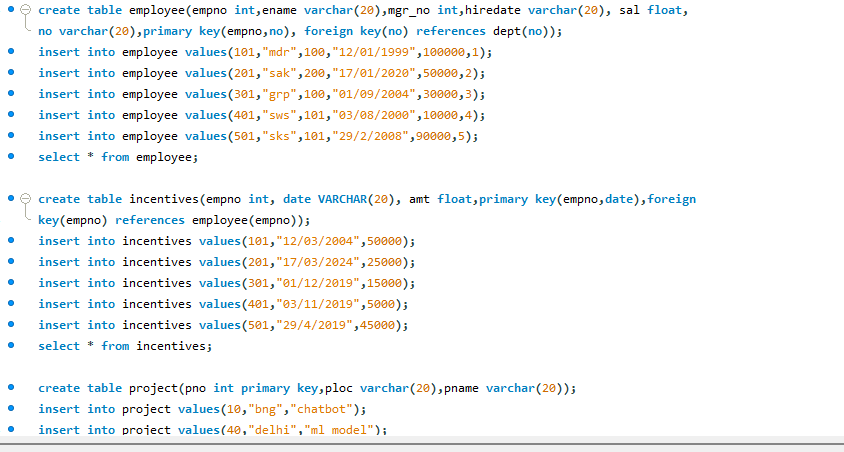 create table employee(empno int,ename varchar(20),mgr_no int,hiredate varchar(20), sal float,
no varchar(20),primary key(empno,no), foreign key(no) references dept(no));
insert into employee values(101,"mdr",100,"12/01/1999",100000,1);
insert into employee values(201,"sak",200,"17/01/2020",50000,2);
insert into employee values(301,"grp",100,"01/09/2004",30000,3);
insert into employee values(401,"sws",101,"03/08/2000",10000,4);
insert into employee values(501,"sks",101,"29/2/2008",90000,5);
select * from employee;
create table incentives(empno int, date VARCHAR(20), amt float,primary key(empno,date),foreign
key(empno) references employee(empno));
insert into incentives values(101,"12/03/2004",50000);
insert into incentives values(201,"17/03/2024",25000);
insert into incentives values(301,"01/12/2019",15000);
insert into incentives values(401,"03/11/2019",5000);
insert into incentives values(501,"29/4/2019",45000);
select * from incentives;
create table project(pno int primary key,ploc varchar(20),pname varchar(20));
insert into project values(10,"bng","chatbot");
insert into project values(40,"delhi","ml model");